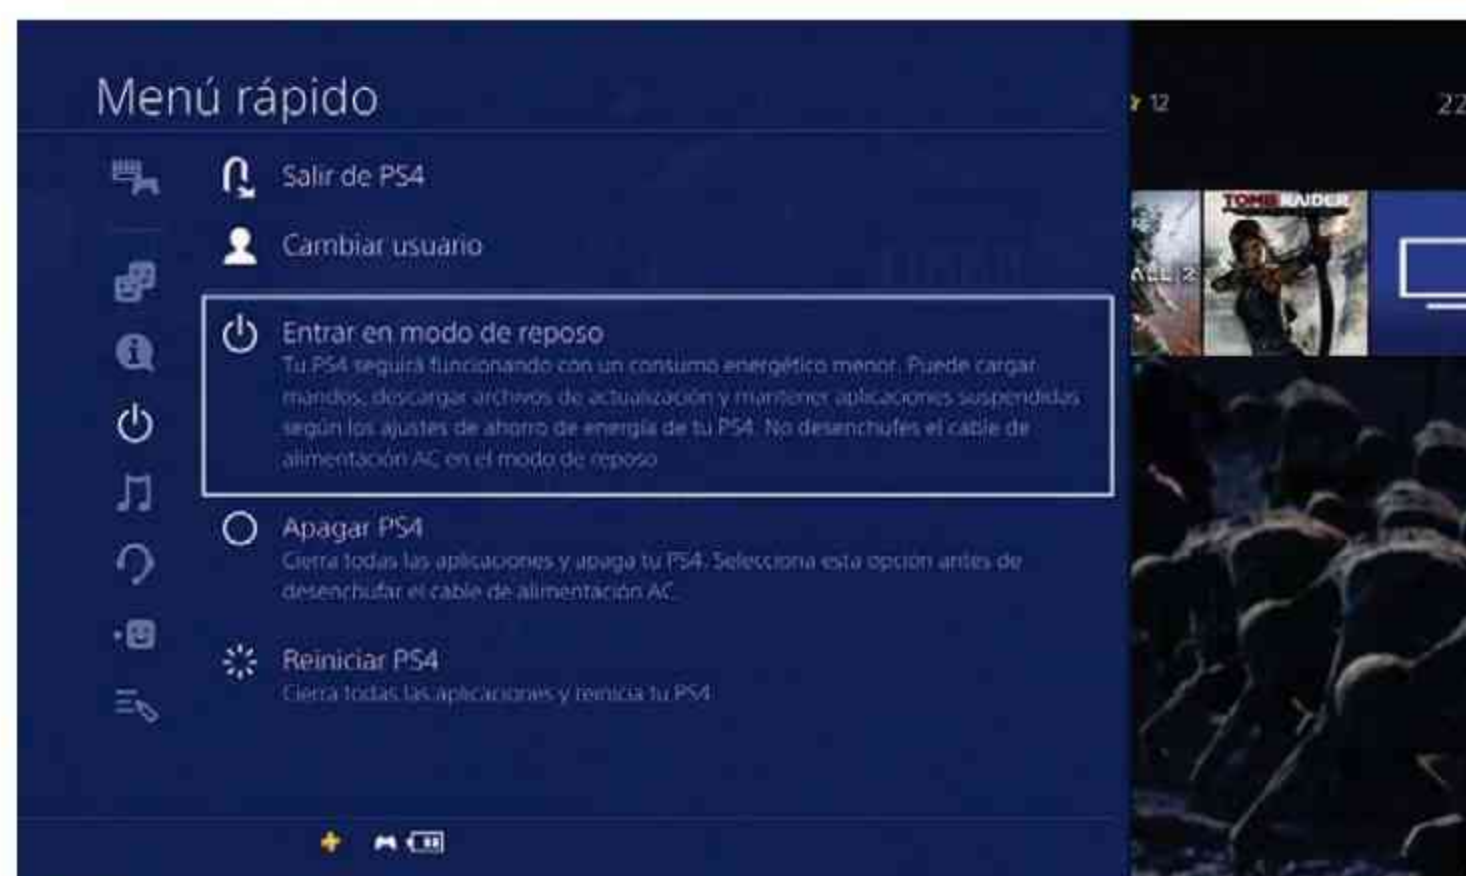 Menú rápido
12
22
Salir de PS4
Cambiar usuario
TOMB RAIDER
Entrar en modo de reposo
Tu PS4 seguirá funcionando con un consumo energético menor. Puede cargar
mandos, descargar archivos de actualización y mantener aplicaciones suspendidas
según los ajustes de ahorro de energía de tu PS4. No desenchufes el cable de
alimentación AC en el modo de reposo
Apagar PS4
Cierra todas las aplicaciones y apaga tu PS4. Selecciona esta opción antes de
desenchufar el cable de alimentación AC.
Reiniciar PS4
Cierra todas las aplicaciones y reinicia tu PS4